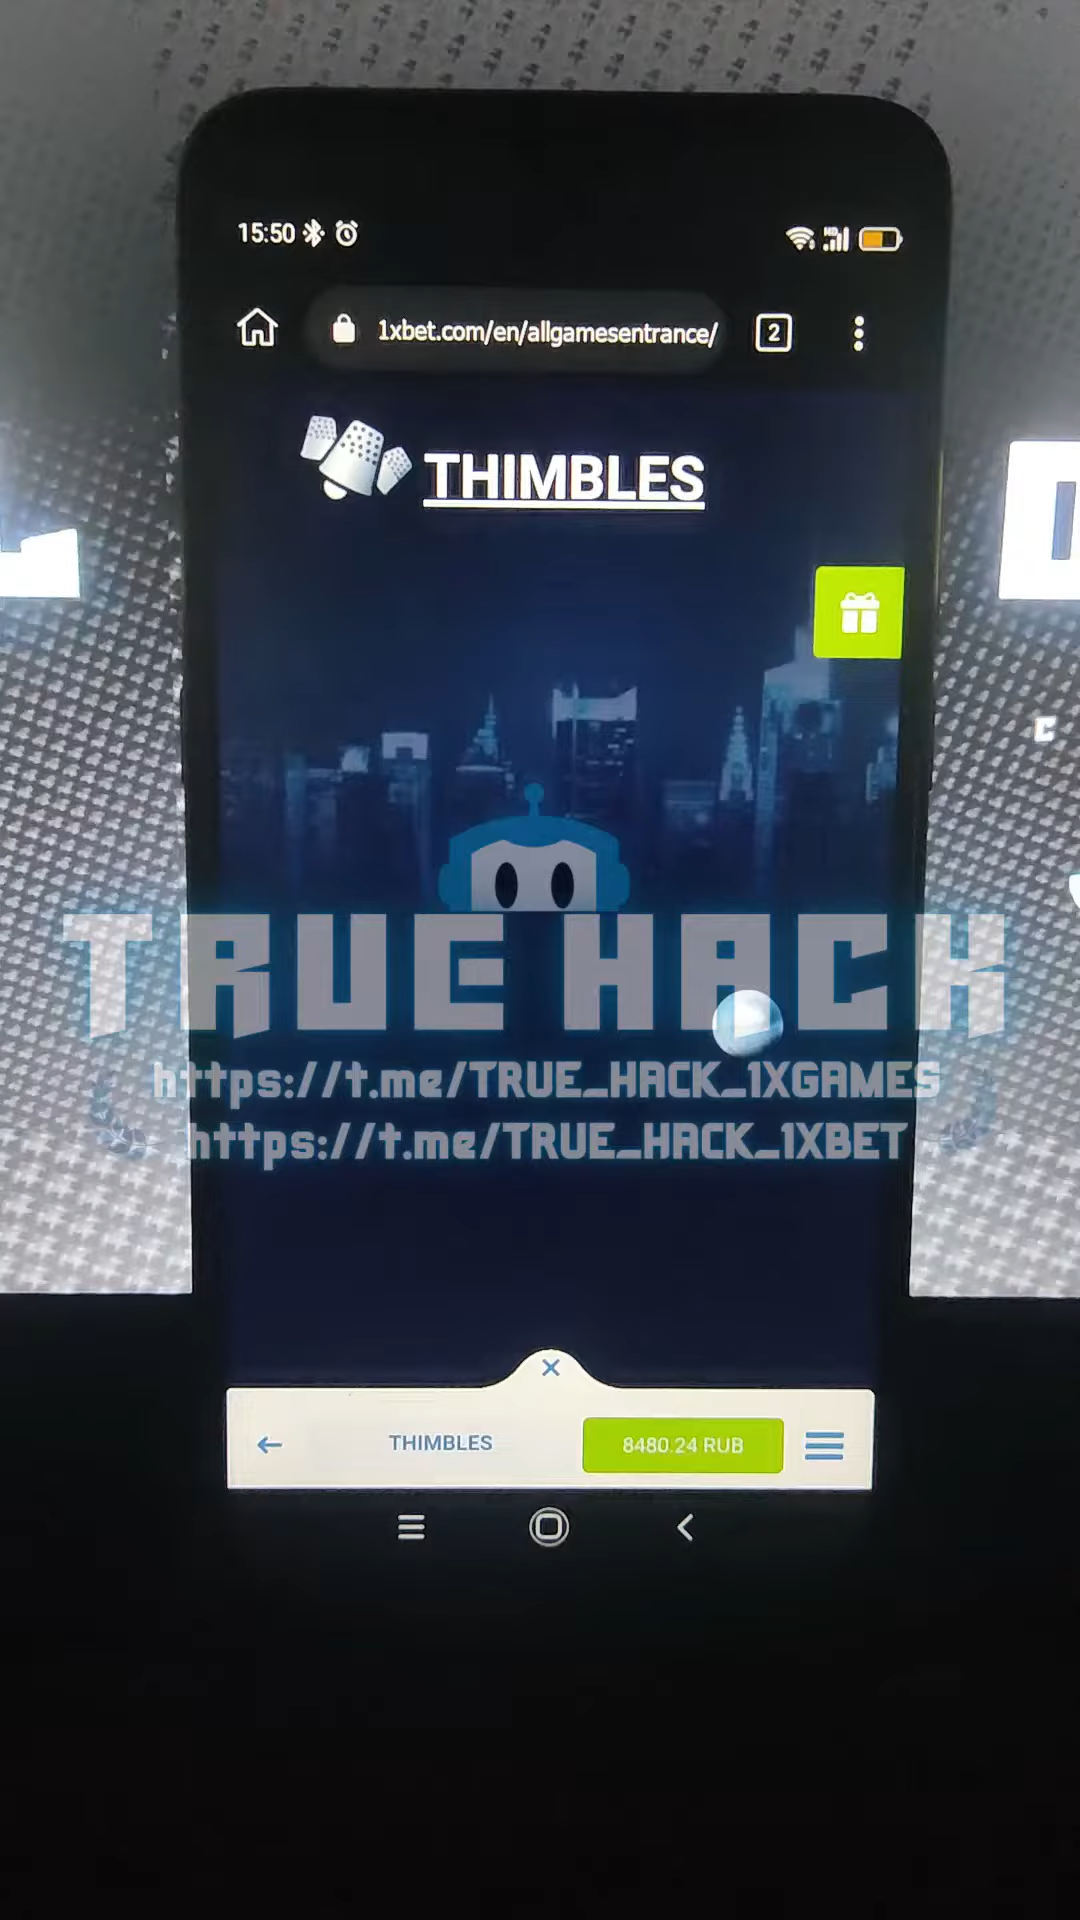 15:50
1xbet.com/en/allgamesentrance/
2
THIMBLES
TRUE HACK
https://t.me/TRUE_HACK_1XGAMES
https://t.me/TRUE_HACK_1XBET
THIMBLES
8480.24 RUB